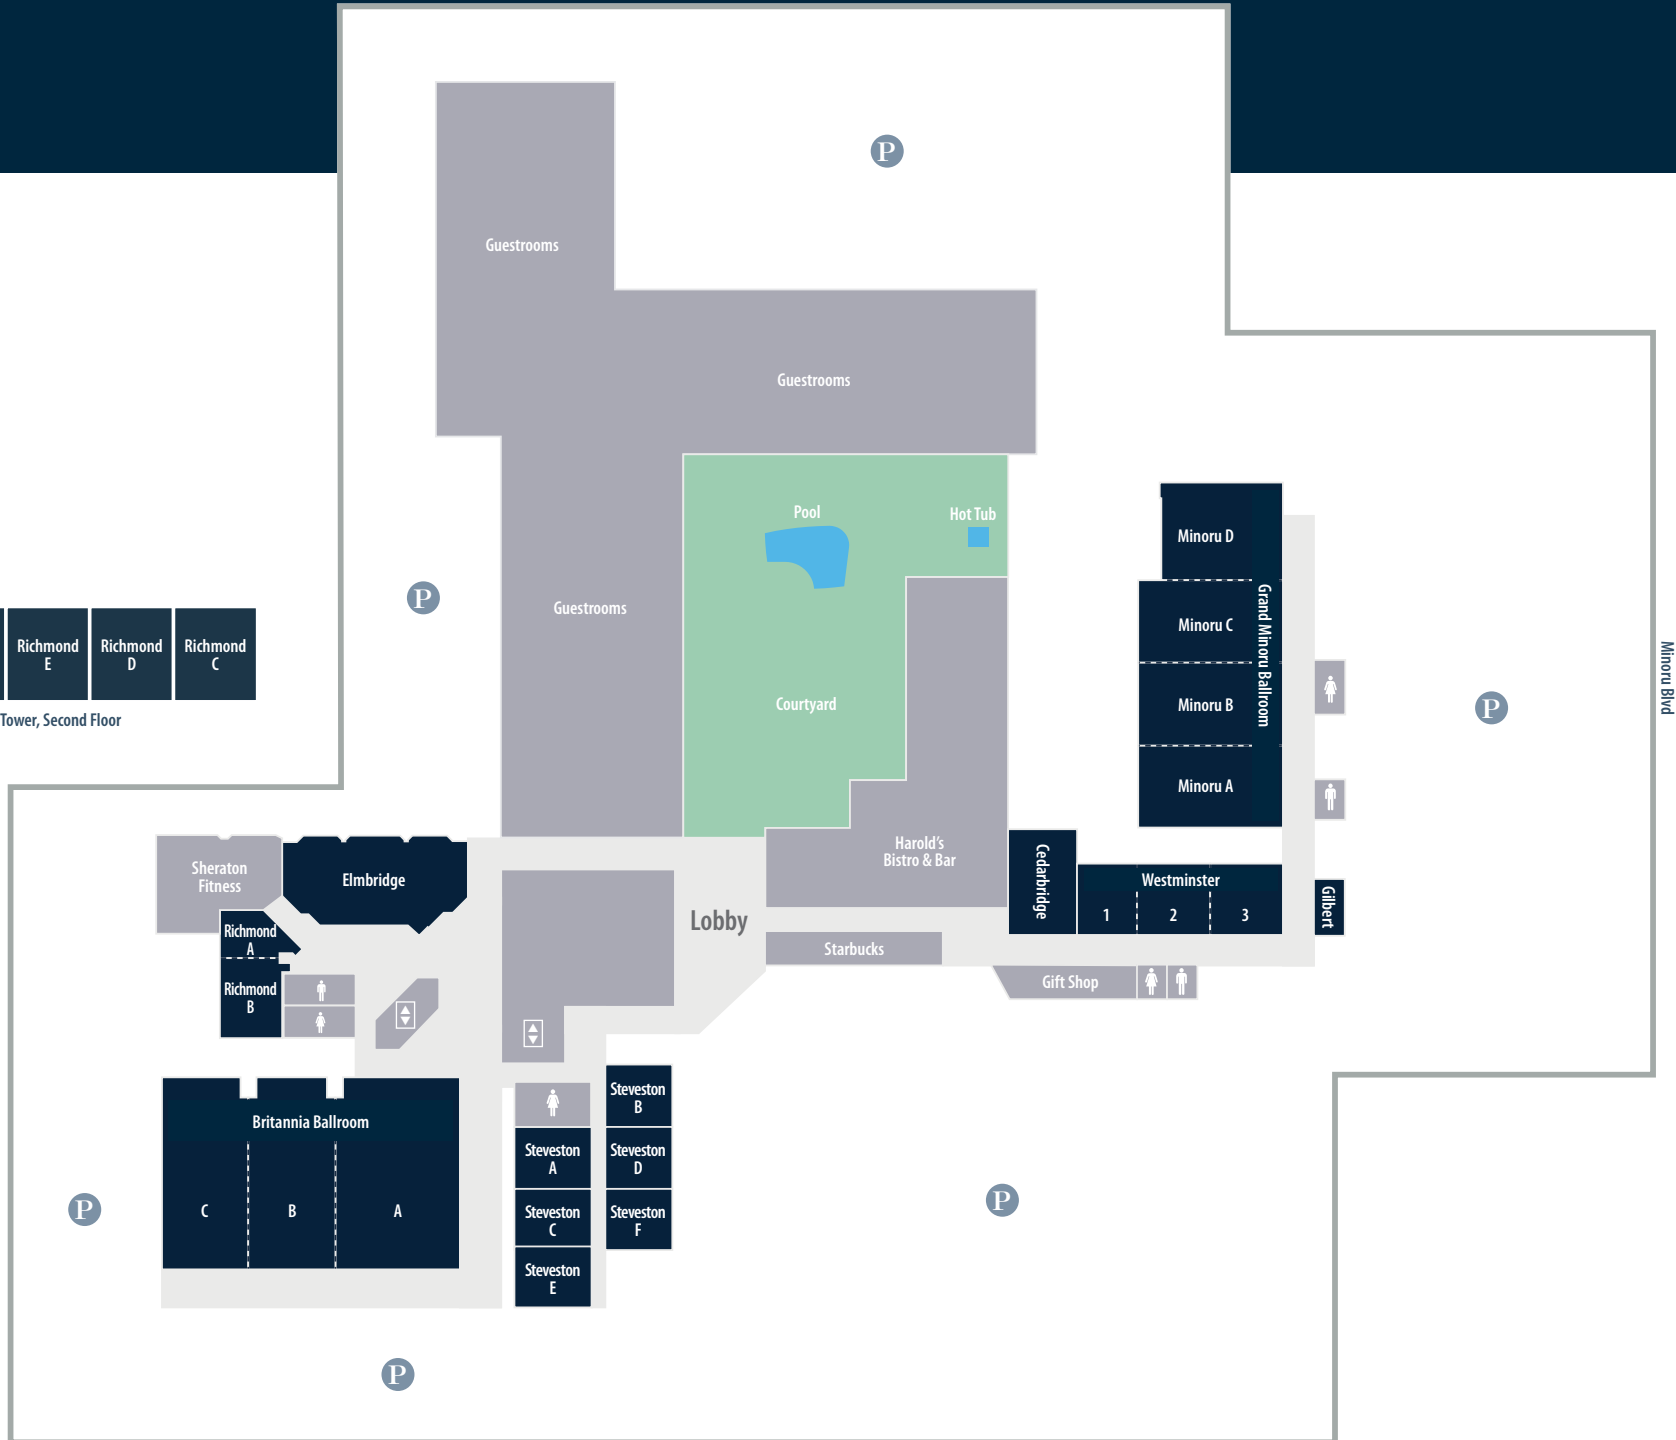 P
Guestrooms
Guestrooms
Pool
Hot Tub
Minoru D
P
Guestrooms
Grand Minoru Ballroom
Minoru C
Richmond
E
Richmond
D
Richmond
C
Minoru Blvd
Courtyard
Minoru B
P
Tower, Second Floor
Minoru A
Harold's
Bistro & Bar
Sheraton
Fitness
Elmbridge
Cedarbridge
Westminster
1
2
3
Gilbert
Lobby
Richmond
A
Starbucks
Gift Shop
Richmond
B
Steveston
B
Britannia Ballroom
Steveston
A
Steveston
D
P
C
B
A
Steveston
C
Steveston
F
P
Steveston
E
P